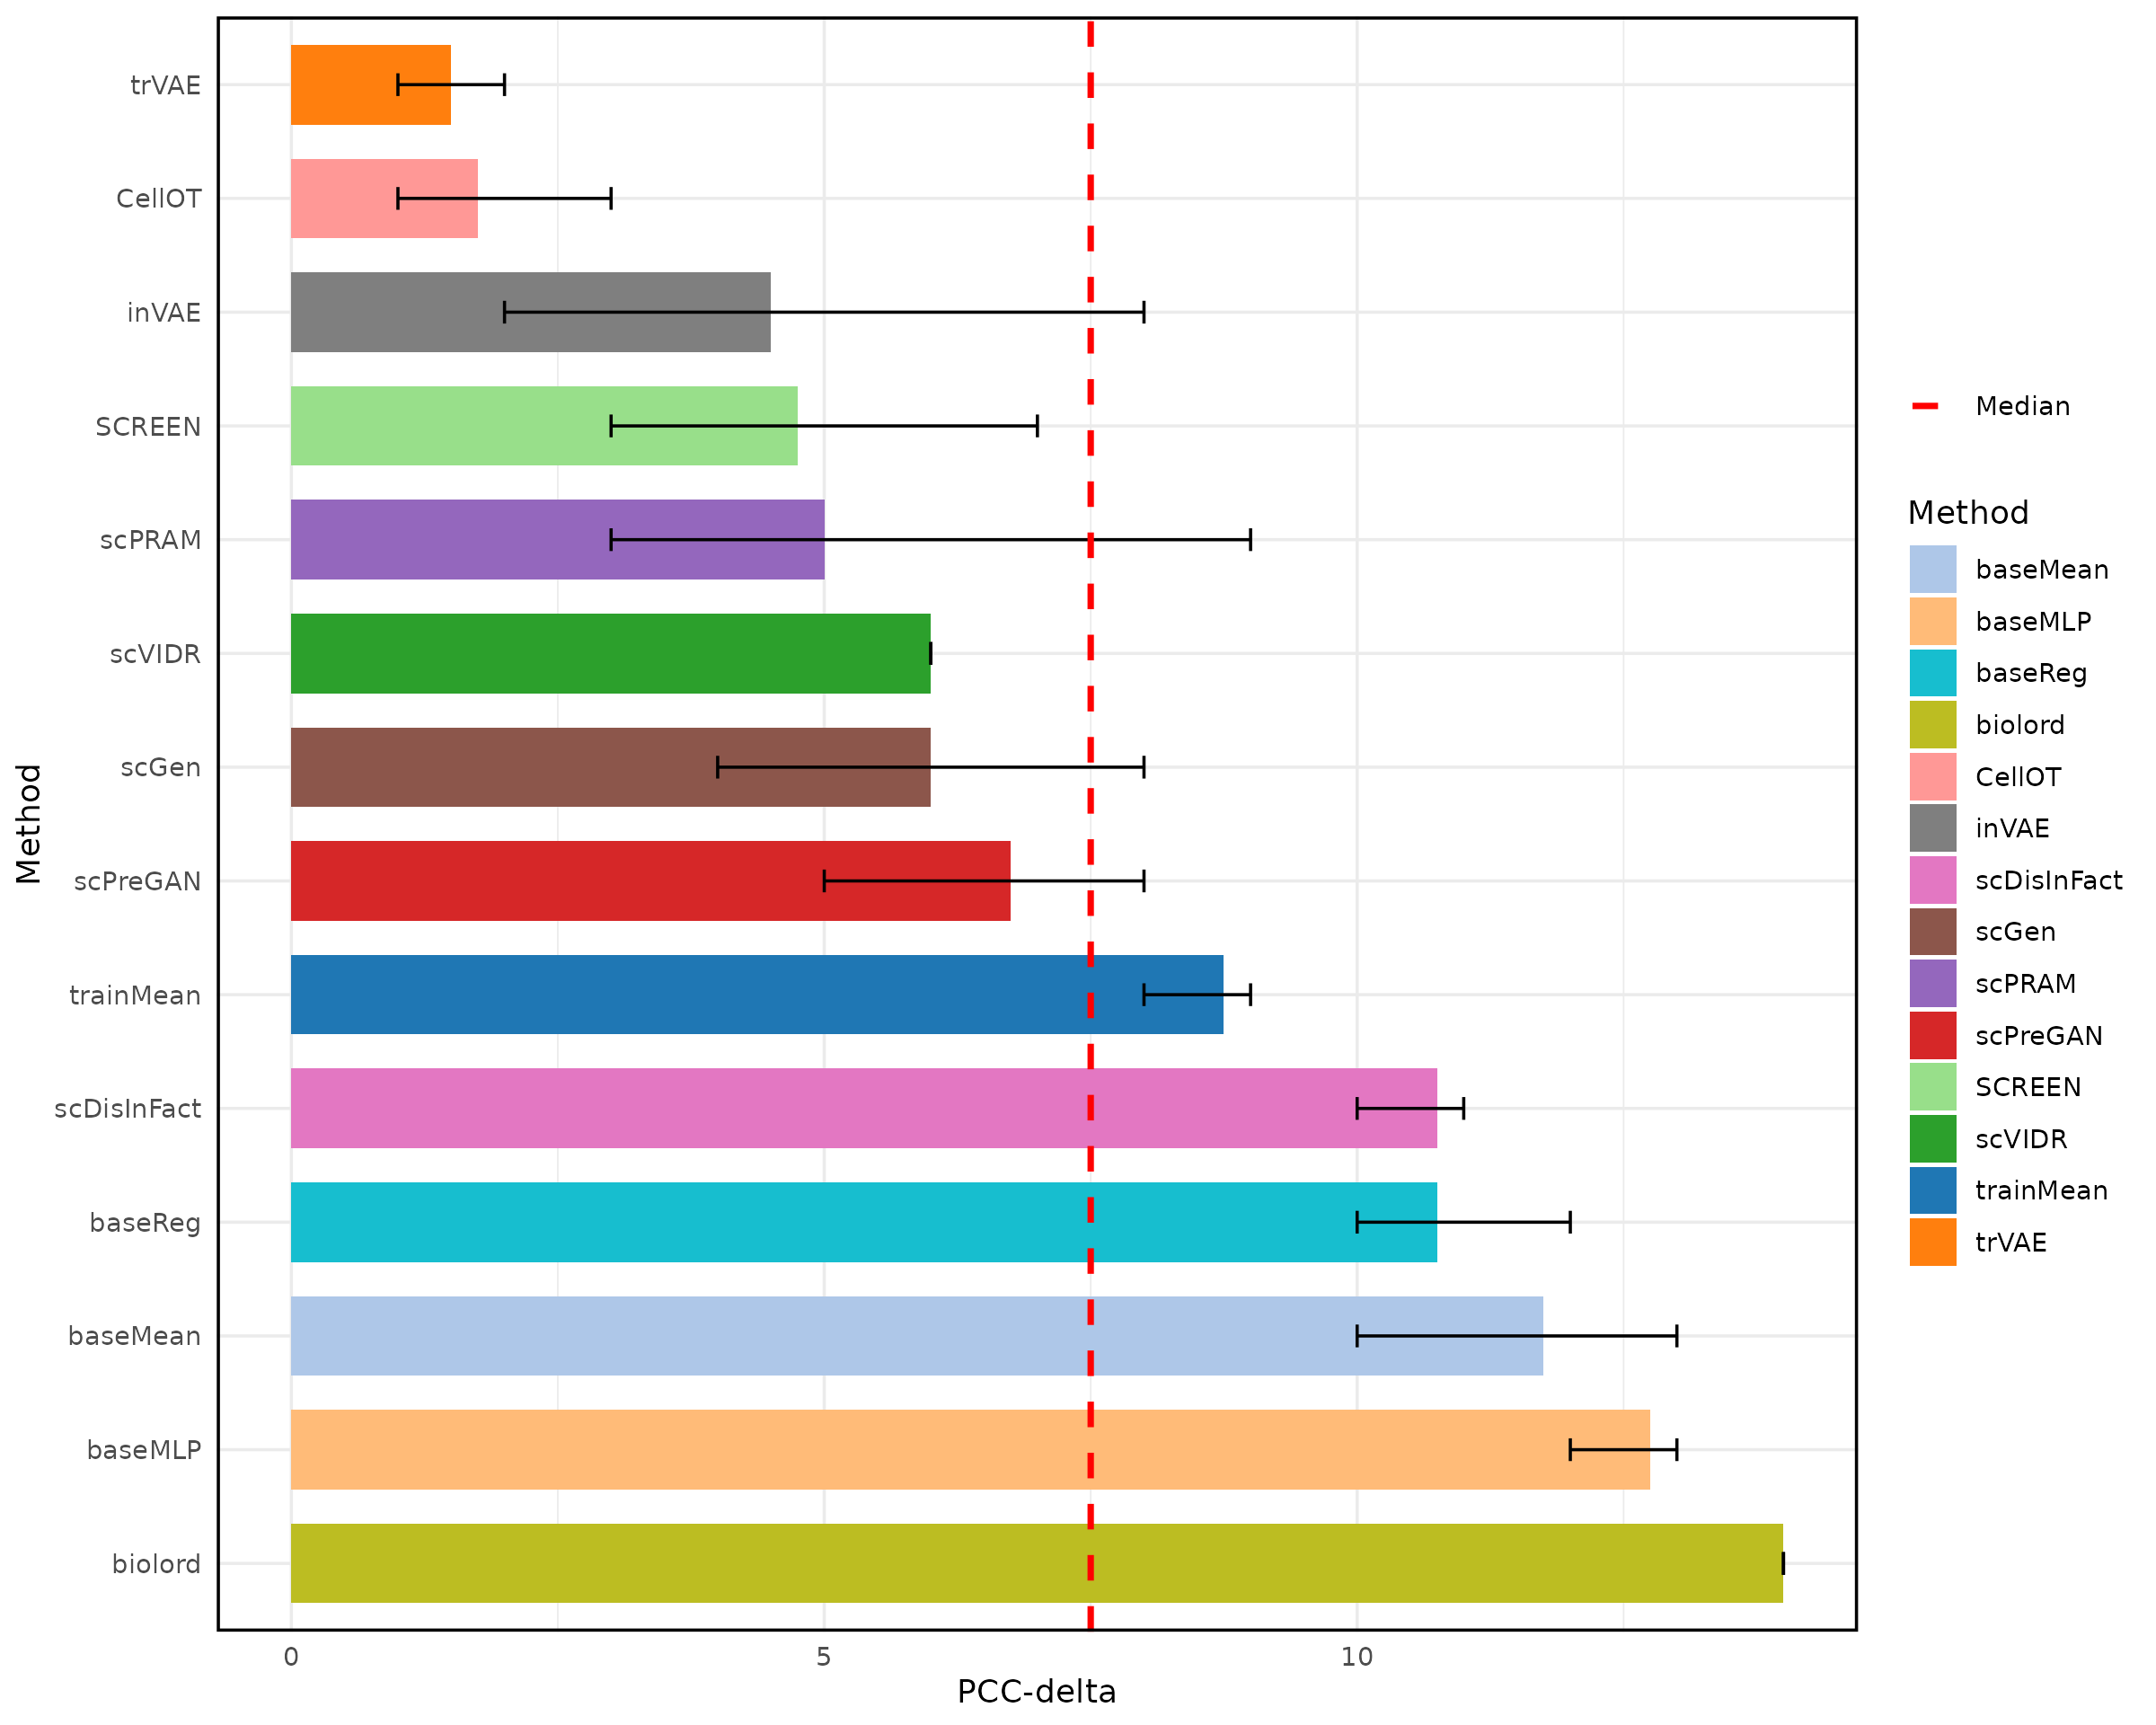 trVAE
CellOT
inVAE
SCREEN
scPRAM
scVIDR
scGen
scPreGAN
trainMean
scDisInFact
baseReg
baseMean
baseMLP
biolord
Method
0 5 10
PCC-delta
Median
Method
baseMean
baseMLP
baseReg
biolord
CellOT
inVAE
scDisInFact
scGen
scPRAM
scPreGAN
SCREEN
scVIDR
trainMean
trVAE